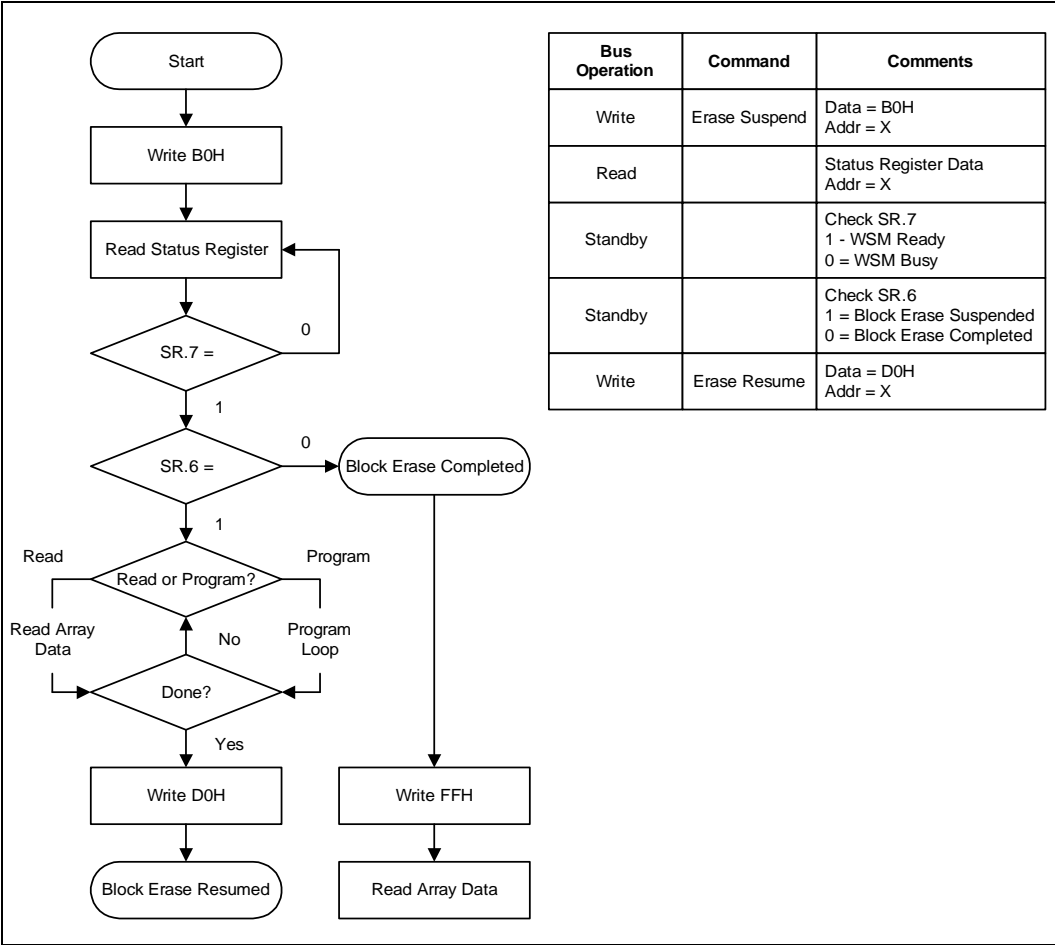 Start
Write B0H
Read Status Register
0
SR.7 =
1
0
SR.6 =
Block Erase Completed
1
Read
Program
Read or Program?
Read Array
Data
No
Program
Loop
Done?
Yes
Write D0H
Write FFH
Block Erase Resumed
Read Array Data
Bus
Operation
Command
Comments
Write
Erase Suspend
Data = B0H
Addr = X
Read
Status Register Data
Addr = X
Standby
Check SR.7
1 - WSM Ready
0 = WSM Busy
Standby
Check SR.6
1 = Block Erase Suspended
0 = Block Erase Completed
Write
Erase Resume
Data = D0H
Addr = X